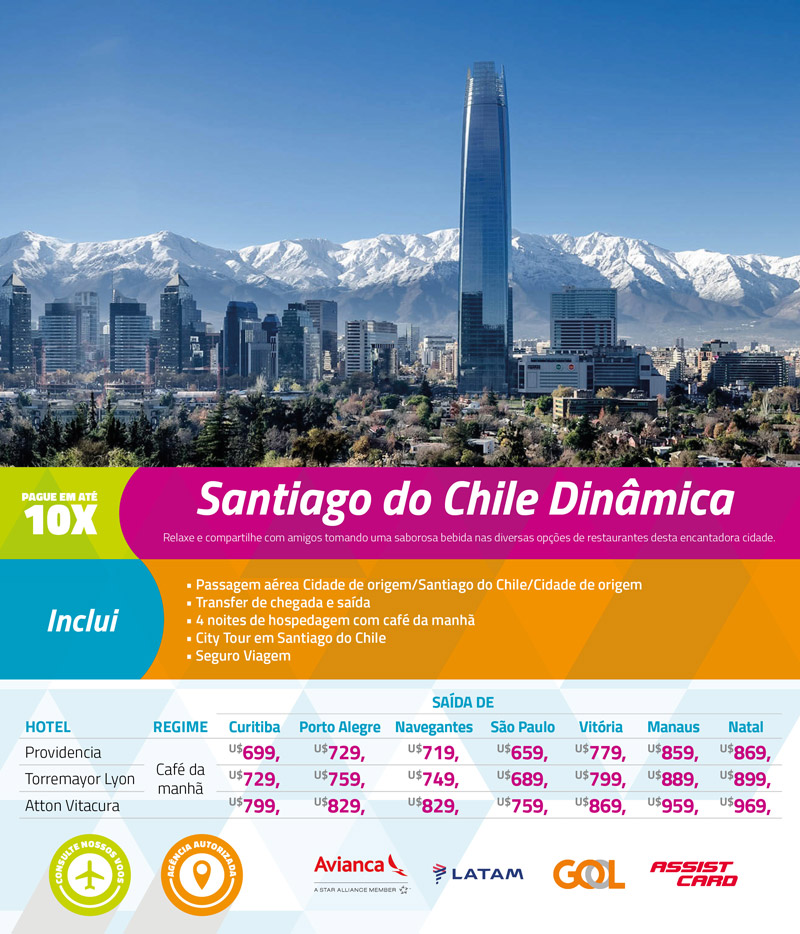 PAGUE EM ATÉ
10X
Santiago do Chile Dinâmica
Relaxe e compartilhe com amigos tomando uma saborosa bebida nas diversas opções de restaurantes desta encantadora cidade.
Inclui
▪ Passagem aérea Cidade de origem/Santiago do Chile/Cidade de origem
▪ Transfer de chegada e saída
▪ 4 noites de hospedagem com café da manhã
▪ City Tour em Santiago do Chile
▪ Seguro Viagem
SAÍDA DE
HOTEL REGIME Curitiba Porto Alegre Navegantes São Paulo Vitória Manaus Natal
Providencia U$699, U$729, U$719, U$659, U$779, U$859, U$869,
Café da manhã
Torremayor Lyon U$729, U$759, U$749, U$689, U$799, U$889, U$899,
Atton Vitacura U$799, U$829, U$829, U$759, U$869, U$959, U$969,
CONSULTE NOSSOS VOOS
AGÊNCIA AUTORIZADA
Avianca
A STAR ALLIANCE MEMBER
LATAM
GOL
ASSIST CARD